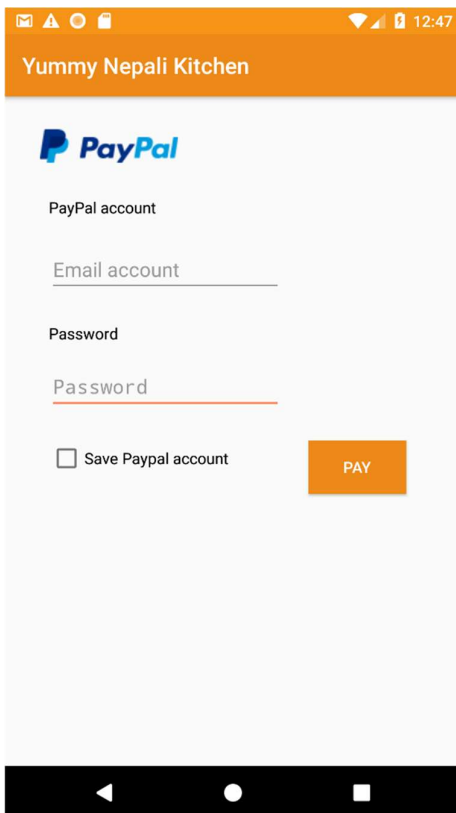 12:47
Yummy Nepali Kitchen
PayPal
PayPal account
Email account
Password
Password
Save Paypal account
PAY